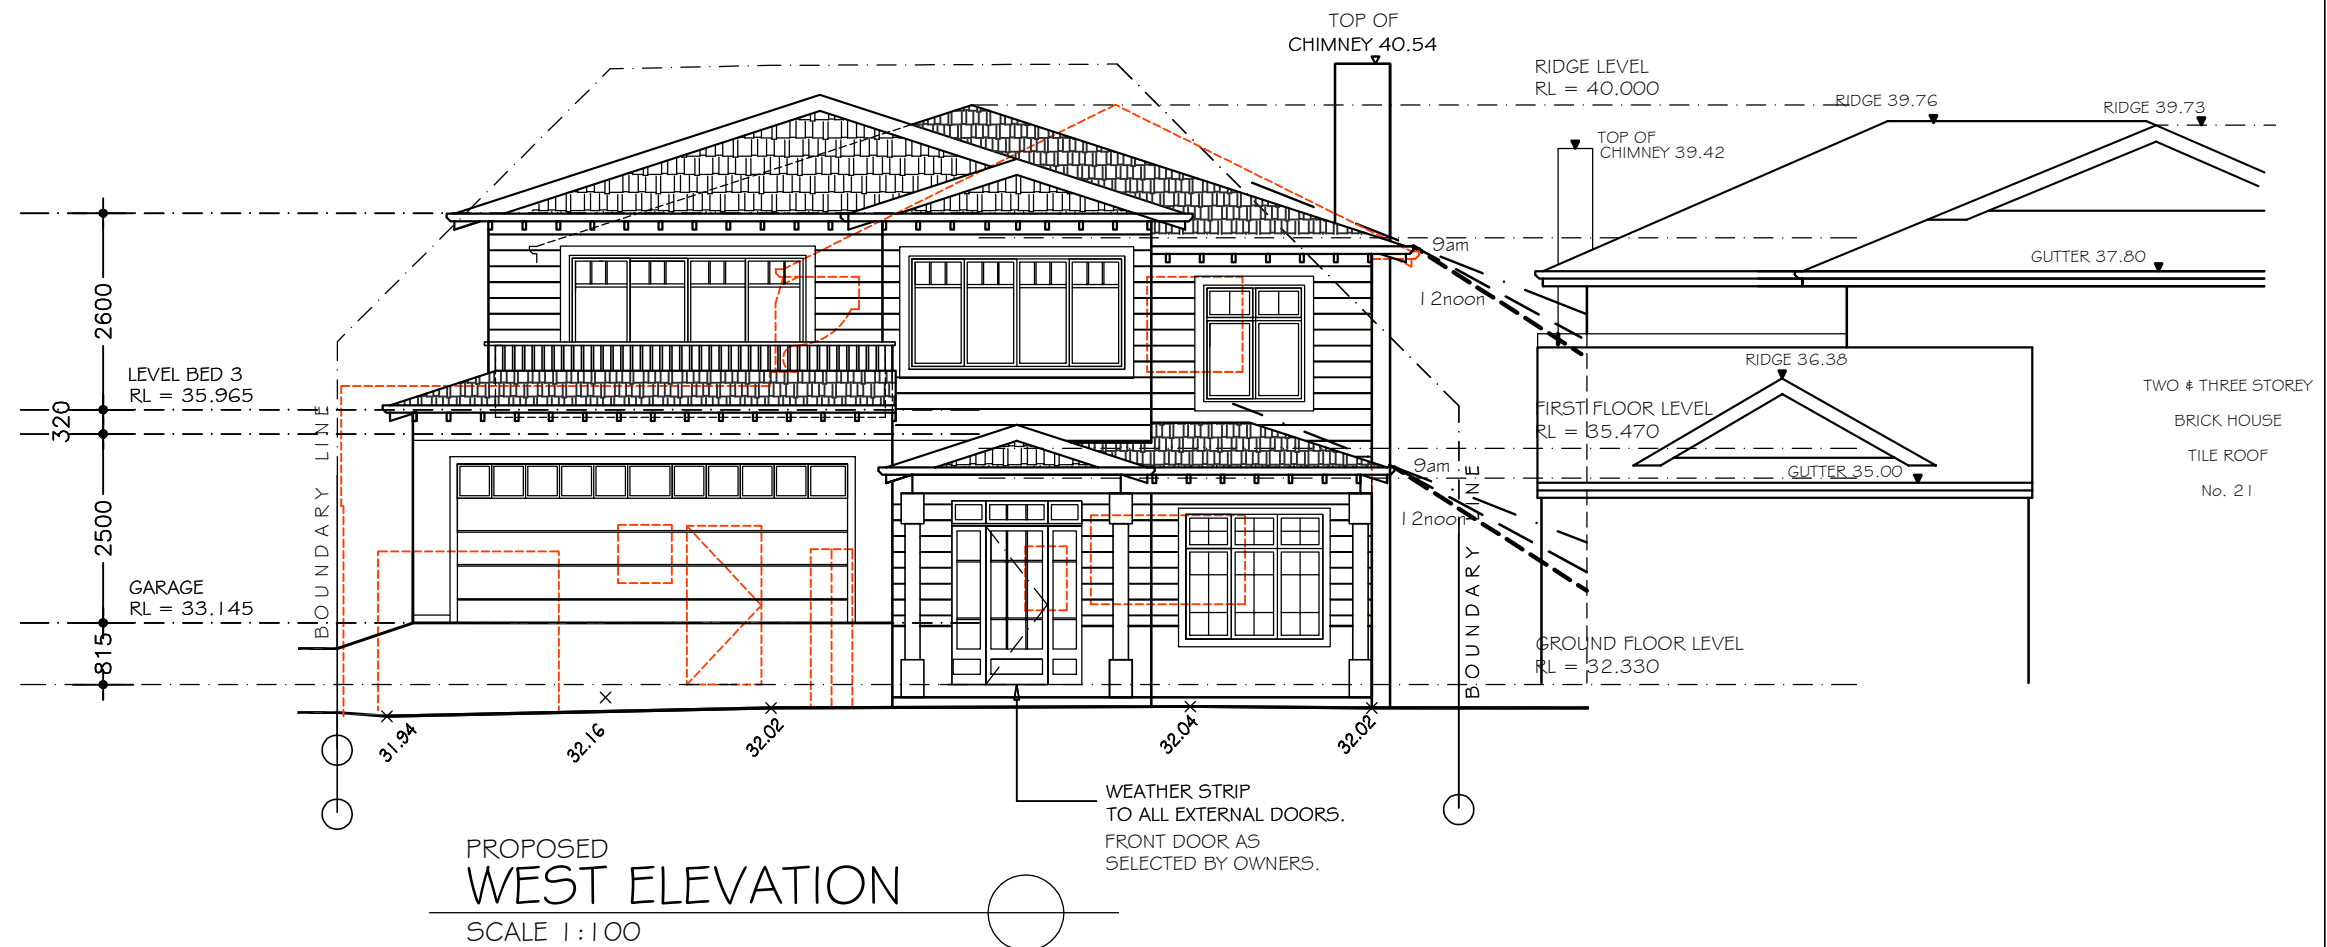 TOP OF
CHIMNEY 40.54
RIDGE LEVEL
RL = 40.000
RIDGE 39.76
RIDGE 39.73
TOP OF
CHIMNEY 39.42
9am
12noon
GUTTER 37.80
2600
LEVEL BED 3
RL = 35.965
320
BOUNDARY LINE
RIDGE 36.38
TWO & THREE STOREY
BRICK HOUSE
TILE ROOF
No. 21
FIRST FLOOR LEVEL
RL = 35.470
9am
12noon
GUTTER 35.00
2500
GARAGE
RL = 33.145
815
BOUNDARY LINE
GROUND FLOOR LEVEL
RL = 32.330
31.94
32.16
32.02
32.04
32.02
WEATHER STRIP
TO ALL EXTERNAL DOORS.
FRONT DOOR AS
SELECTED BY OWNERS.
PROPOSED
WEST ELEVATION
SCALE 1:100